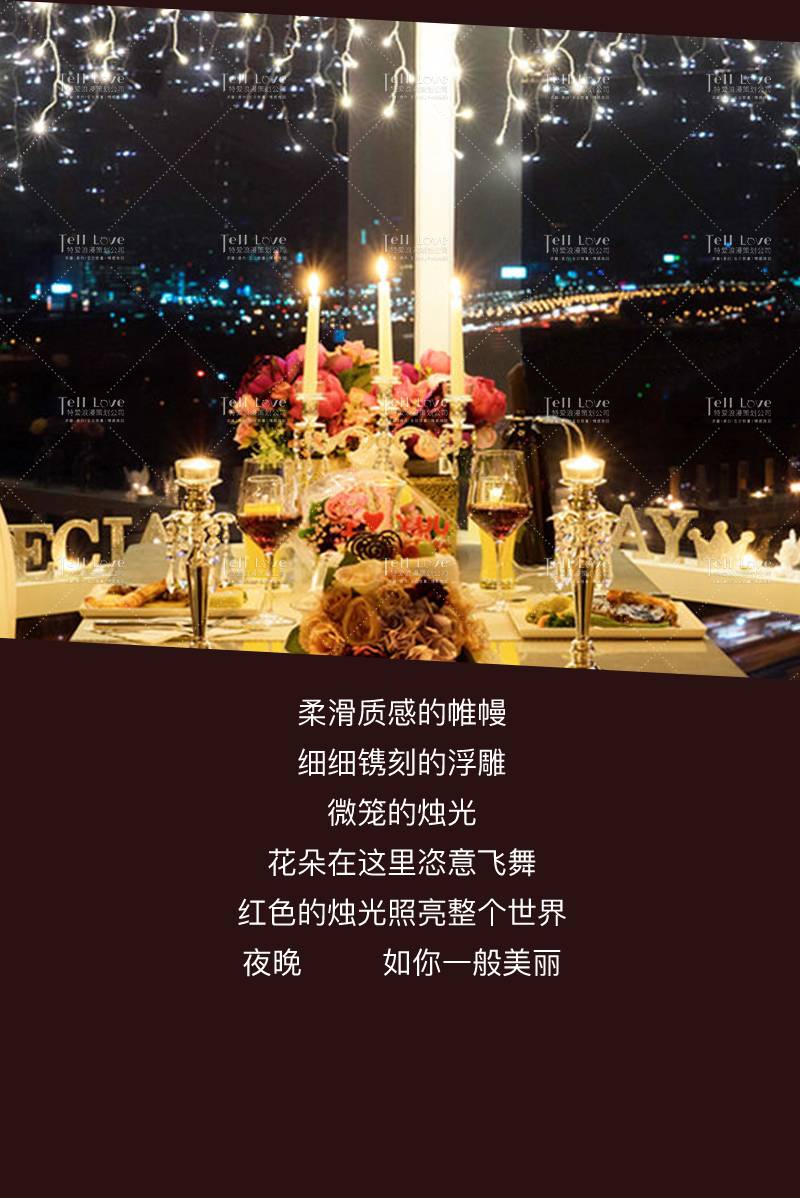 Tell Love
特爱浪漫策划公司
ECIA
AY
I ❤ YOU
柔滑质感的帷幔
细细镌刻的浮雕
微笼的烛光
花朵在这里恣意飞舞
红色的烛光照亮整个世界
夜晚 如你一般美丽